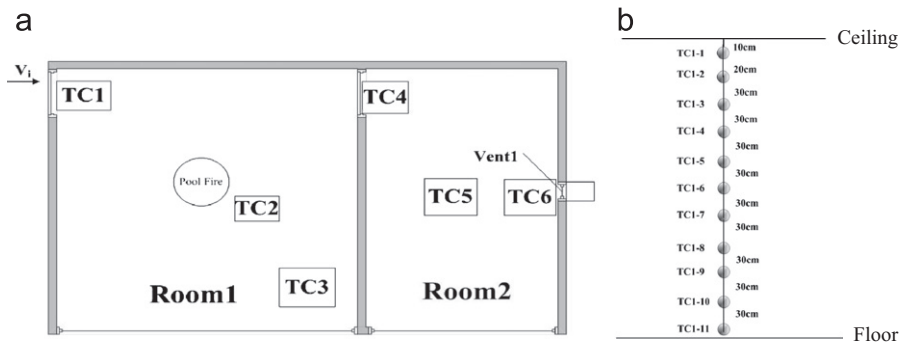 a
V_i
TC1
TC4
Vent1
Pool Fire
TC2
TC5
TC6
TC3
Room1
Room2
b
Ceiling
TC1-1
10cm
TC1-2
20cm
30cm
TC1-3
30cm
TC1-4
30cm
TC1-5
30cm
TC1-6
30cm
TC1-7
30cm
TC1-8
30cm
TC1-9
30cm
TC1-10
30cm
TC1-11
Floor